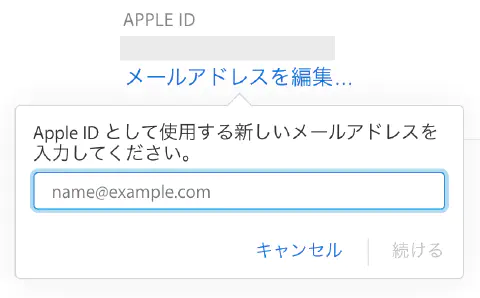 APPLE ID
メールアドレスを編集...
Apple ID として使用する新しいメールアドレスを
入力してください。
name@example.com
キャンセル 続ける